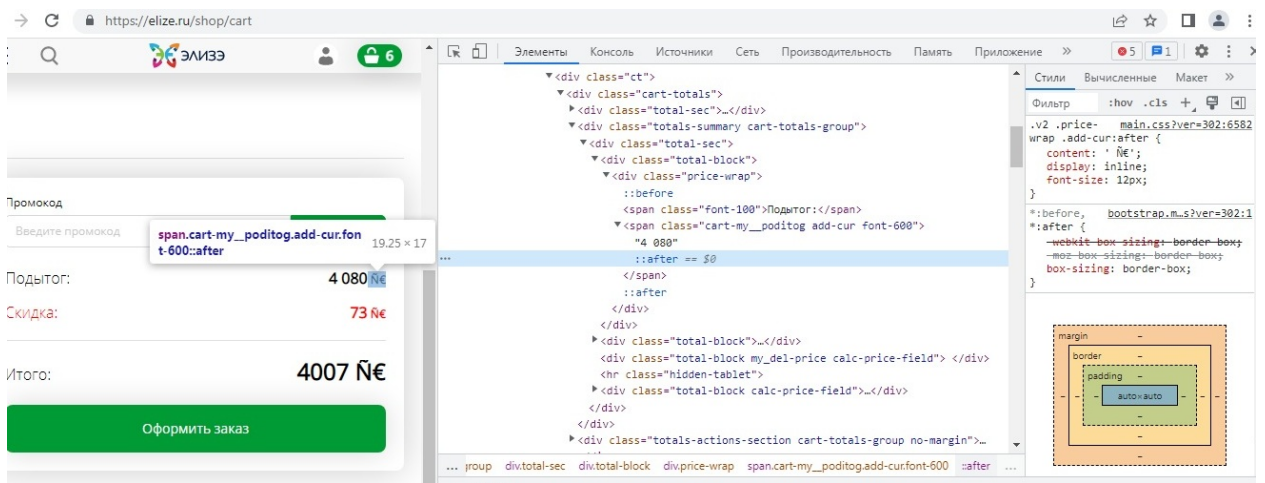 https://elize.ru/shop/cart
ЭЛИЗЭ
6
Промокод
Введите промокод
span.cart-my__poditog.add-cur.fon
t-600::after
19.25 × 17
Подытог:
4 080 Ñ€
Скидка:
73 Ñ€
Итого:
4007 Ñ€
Оформить заказ
Элементы Консоль Источники Сеть Производительность Память Приложение » 5 1
▼<div class="ct">
▼<div class="cart-totals">
▶<div class="total-sec">…</div>
▼<div class="totals-summary cart-totals-group">
▼<div class="total-sec">
▼<div class="total-block">
▼<div class="price-wrap">
::before
<span class="font-100">Подытог:</span>
▼<span class="cart-my__poditog add-cur font-600">
"4 080"
... ::after == $0
</span>
::after
</div>
</div>
▶<div class="total-block">…</div>
<div class="total-block my_del-price calc-price-field"> </div>
<hr class="hidden-tablet">
▶<div class="total-block calc-price-field">…</div>
</div>
</div>
▶<div class="totals-actions-section cart-totals-group no-margin">…
... group div.total-sec div.total-block div.price-wrap span.cart-my__poditog.add-cur.font-600 ::after ...
Стили Вычисленные Макет »
Фильтр :hov .cls +
.v2 .price- main.css?ver=302:6582
wrap .add-cur:after {
content: ' Ñ€';
display: inline;
font-size: 12px;
}
*:before, bootstrap.m…s?ver=302:1
*:after {
-webkit-box-sizing: border-box;
-moz-box-sizing: border-box;
box-sizing: border-box;
}
margin -
border -
padding -
- - - auto×auto - - -
-
-
-